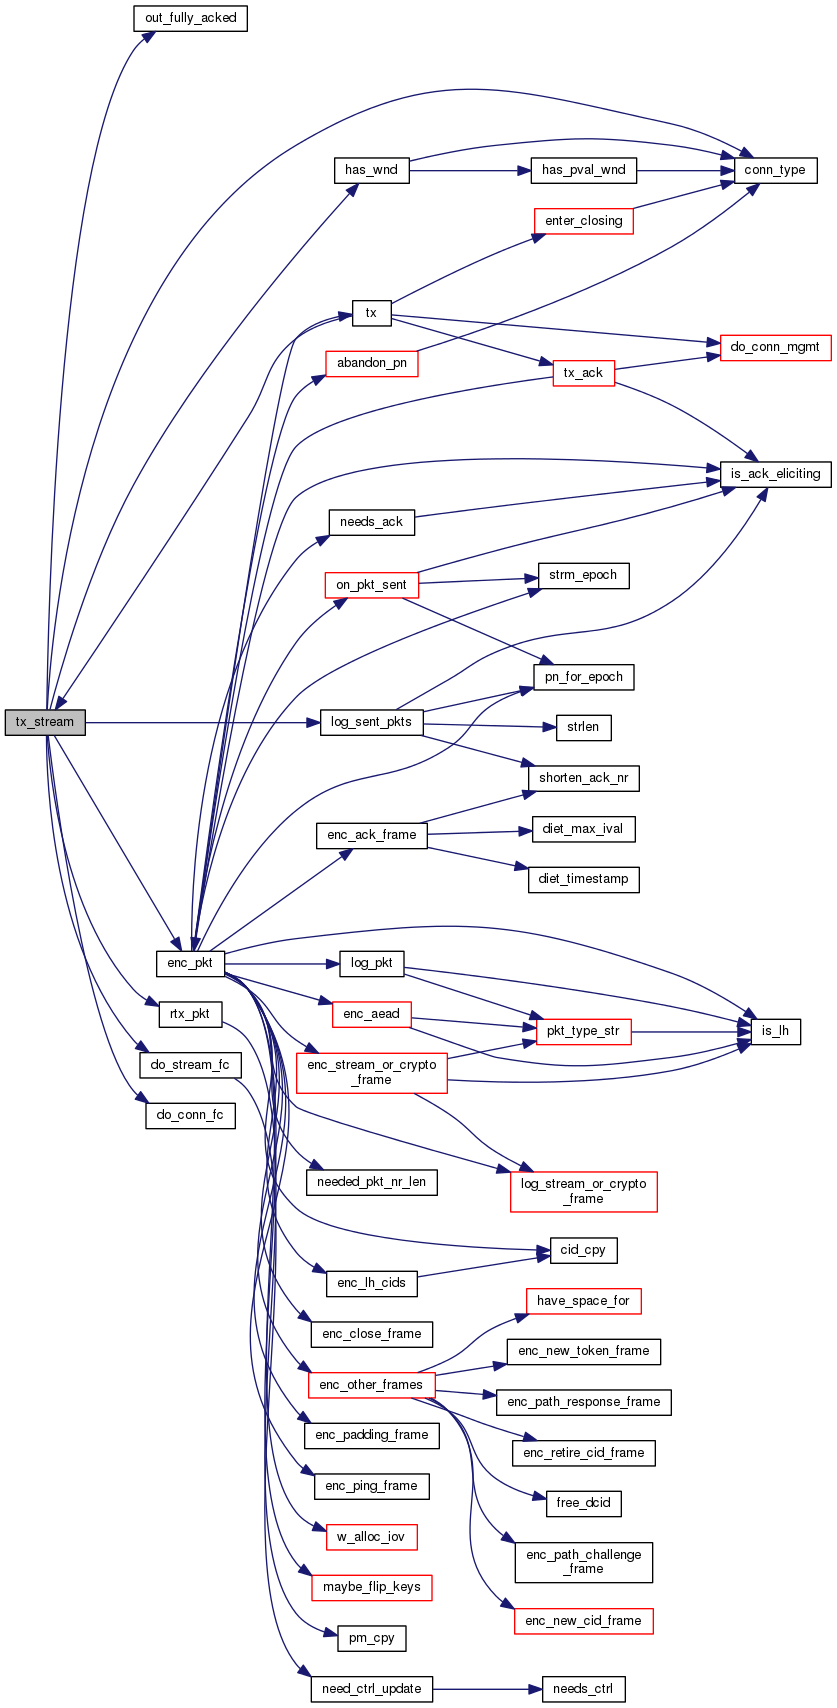 out_fully_acked
has_wnd
has_pval_wnd
conn_type
enter_closing
tx
do_conn_mgmt
abandon_pn
tx_ack
is_ack_eliciting
needs_ack
on_pkt_sent
strm_epoch
pn_for_epoch
tx_stream
log_sent_pkts
strlen
shorten_ack_nr
enc_ack_frame
diet_max_ival
diet_timestamp
enc_pkt
log_pkt
rtx_pkt
enc_aead
pkt_type_str
is_lh
do_stream_fc
enc_stream_or_crypto
_frame
do_conn_fc
needed_pkt_nr_len
log_stream_or_crypto
_frame
cid_cpy
enc_lh_cids
have_space_for
enc_close_frame
enc_new_token_frame
enc_other_frames
enc_path_response_frame
enc_padding_frame
enc_retire_cid_frame
enc_ping_frame
free_dcid
w_alloc_iov
enc_path_challenge
_frame
maybe_flip_keys
enc_new_cid_frame
pm_cpy
need_ctrl_update
needs_ctrl